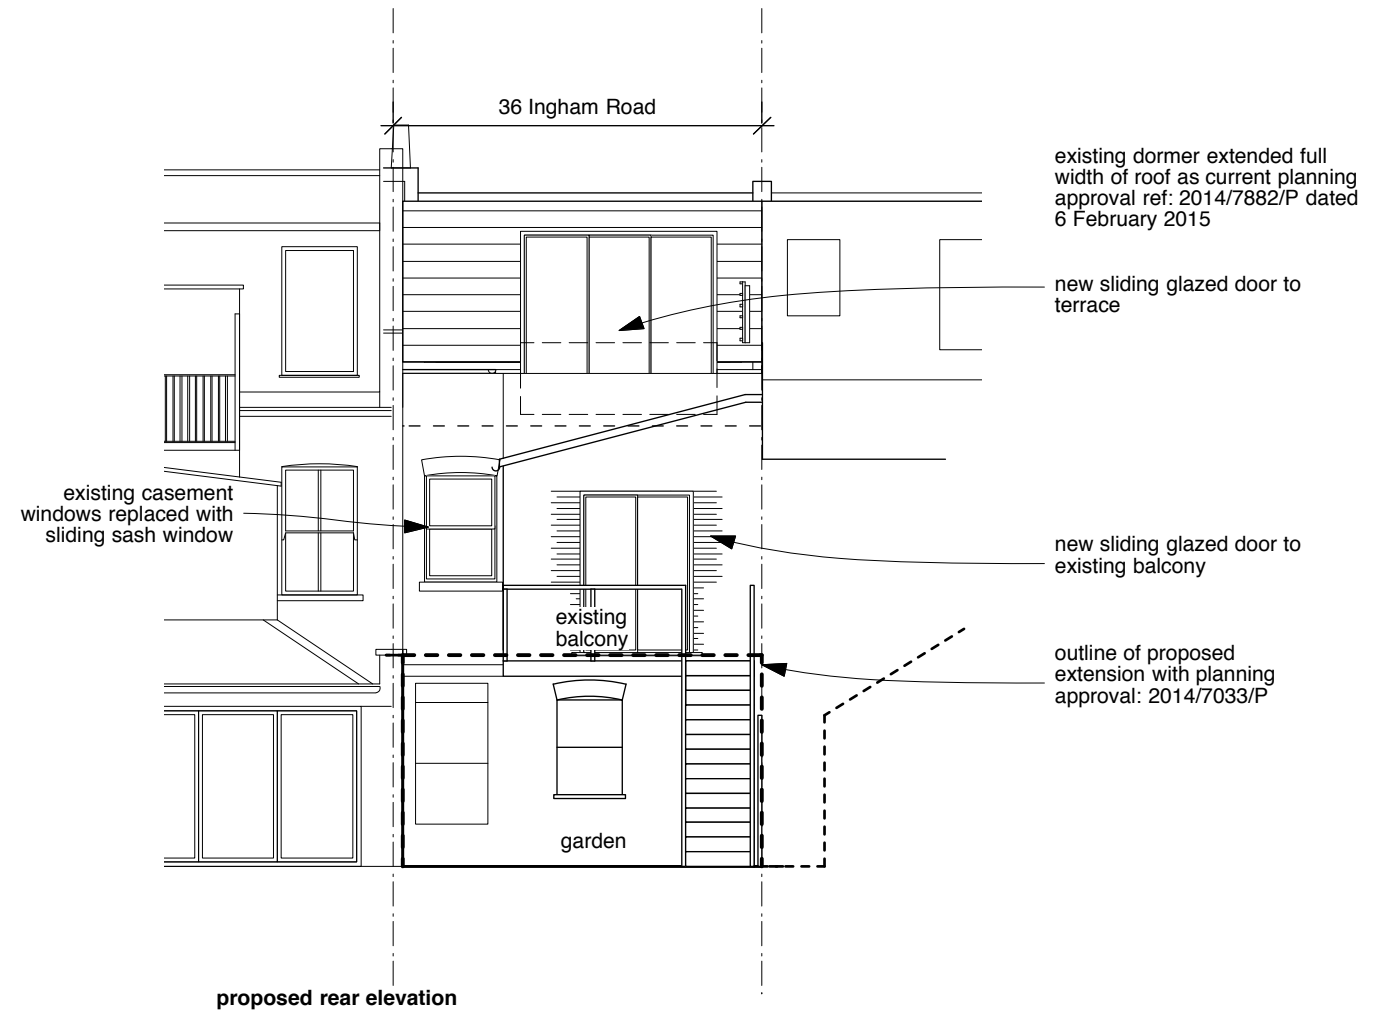 36 Ingham Road
existing dormer extended full
width of roof as current planning
approval ref: 2014/7882/P dated
6 February 2015
new sliding glazed door to
terrace
existing casement
windows replaced with
sliding sash window
new sliding glazed door to
existing balcony
existing
balcony
outline of proposed
extension with planning
approval: 2014/7033/P
garden
proposed rear elevation